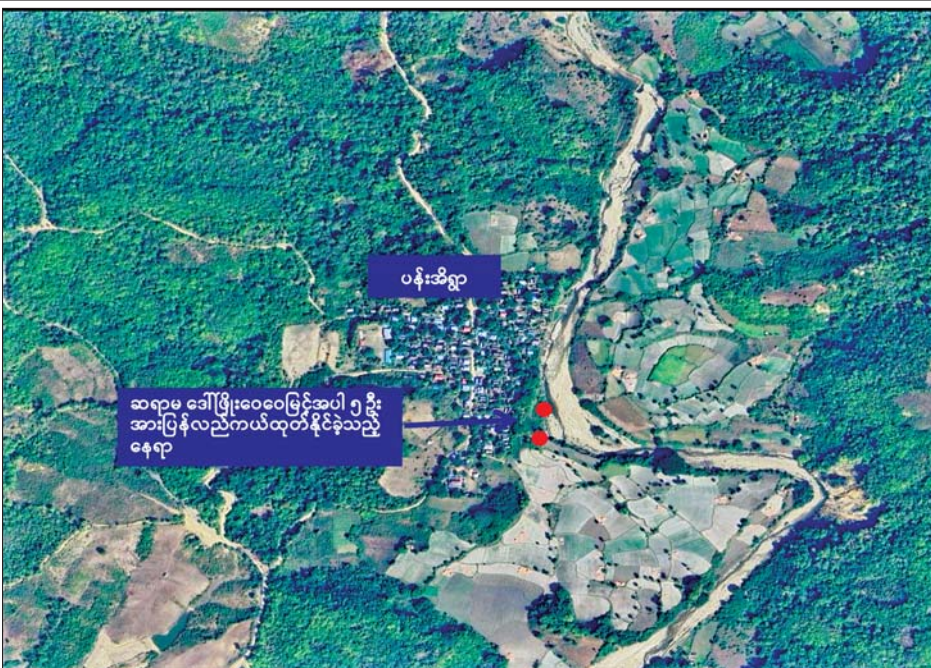 ပန်းအိရွာ
ဆရာမ ဒေါ်ဖြိုးဝေဝေမြင့်အပါ ၅ ဦး
အားပြန်လည်ကယ်ထုတ်နိုင်ခဲ့သည့်
နေရာ